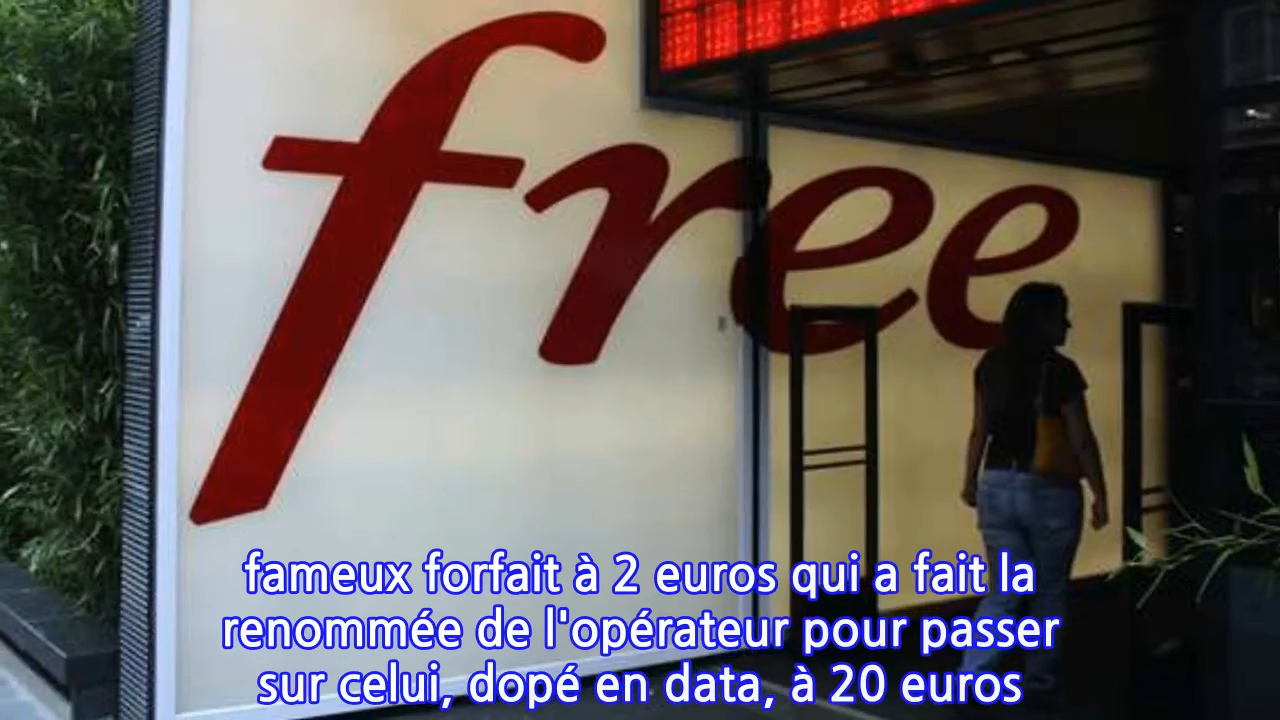 free
fameux forfait à 2 euros qui a fait la
renommée de l'opérateur pour passer
sur celui, dopé en data, à 20 euros